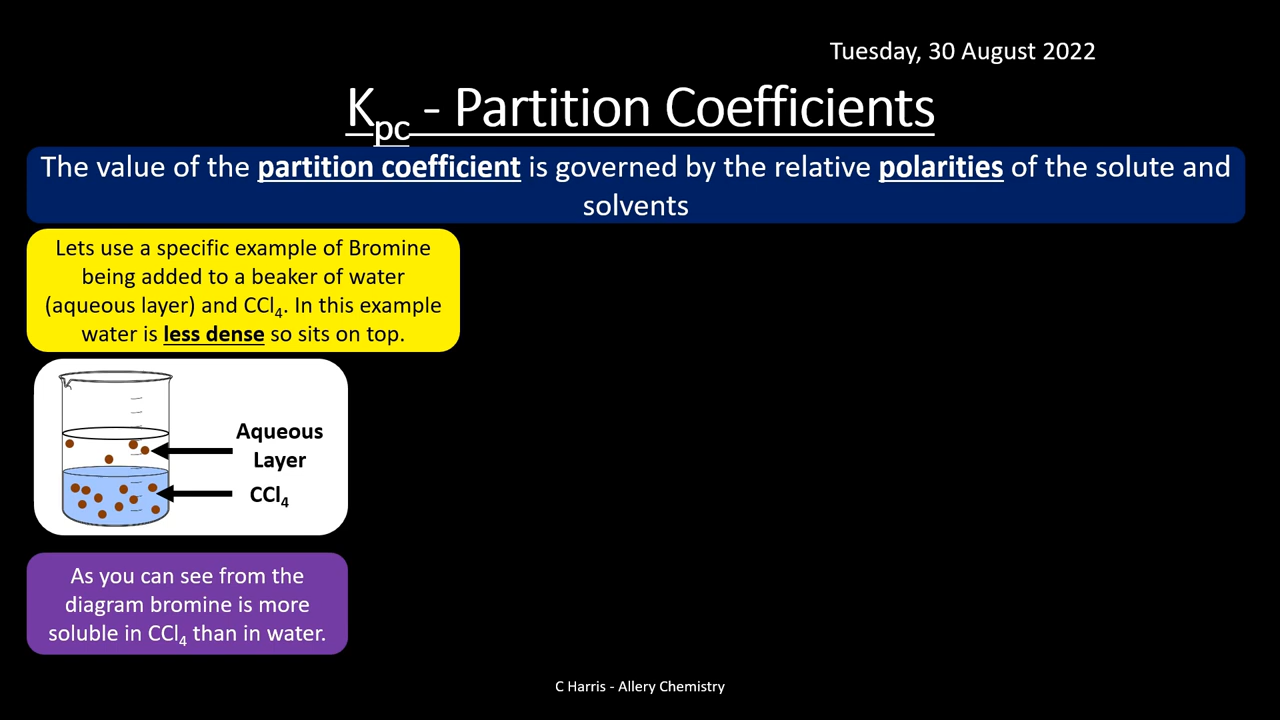 Tuesday, 30 August 2022
Kpc - Partition Coefficients
The value of the partition coefficient is governed by the relative polarities of the solute and
solvents
Lets use a specific example of Bromine
being added to a beaker of water
(aqueous layer) and CCl4. In this example
water is less dense so sits on top.
Aqueous
Layer
CCl4
As you can see from the
diagram bromine is more
soluble in CCl4 than in water.
C Harris - Allery Chemistry